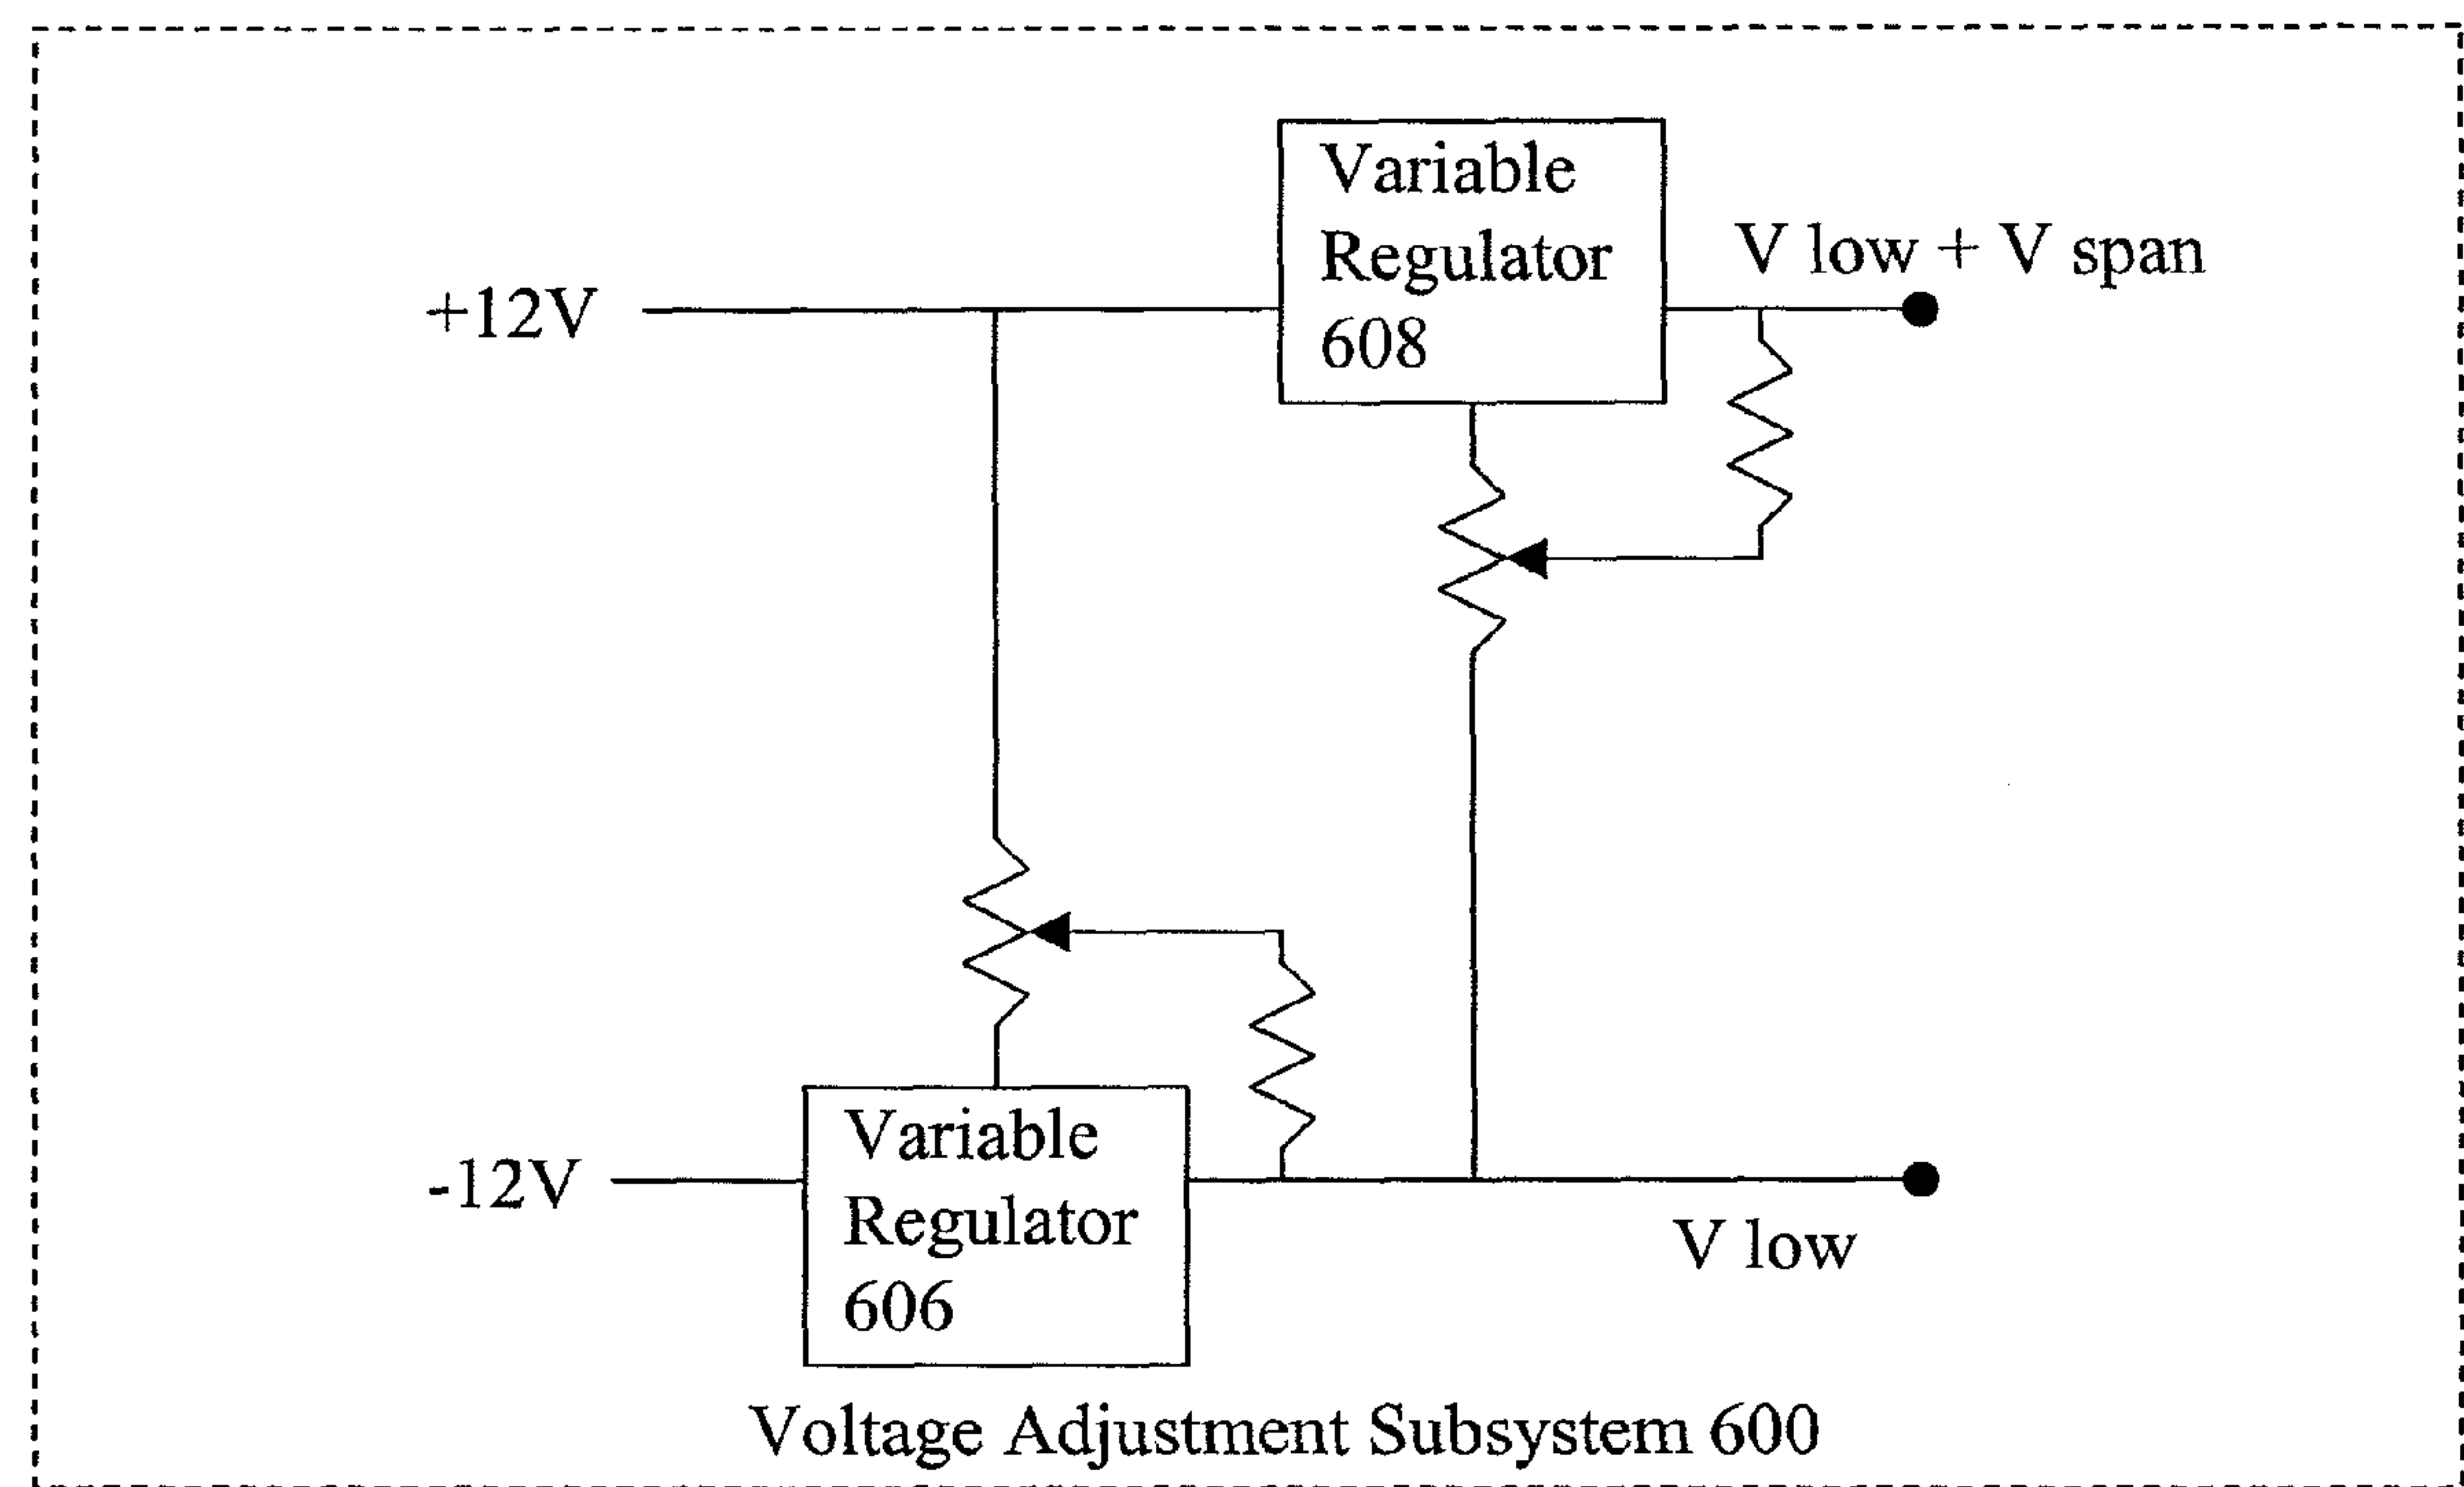 Variable
Regulator
608
V low + V span
+12V
Variable
Regulator
606
-12V
V low
Voltage Adjustment Subsystem 600